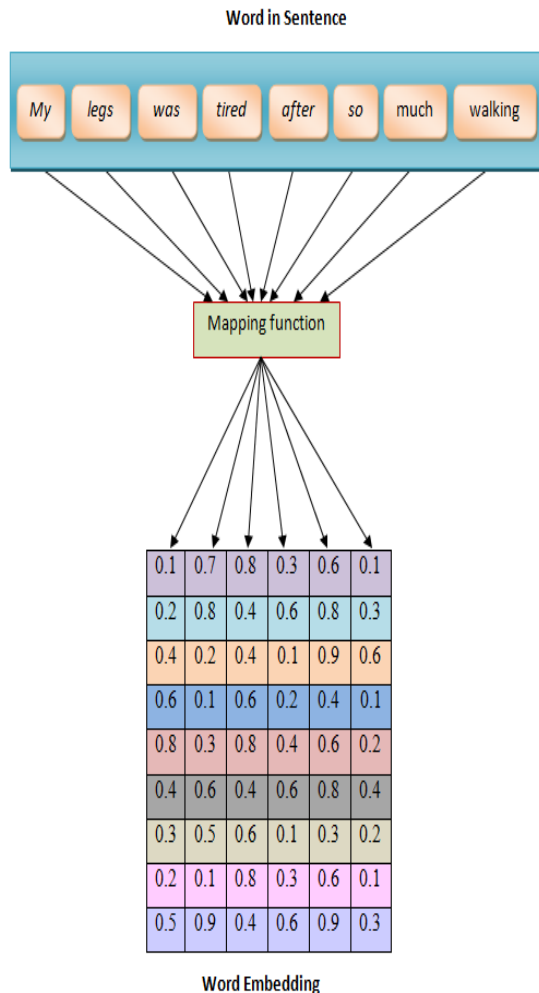 Word in Sentence
My legs was tired after so much walking
Mapping function
0.1 0.7 0.8 0.3 0.6 0.1
0.2 0.8 0.4 0.6 0.8 0.3
0.4 0.2 0.4 0.1 0.9 0.6
0.6 0.1 0.6 0.2 0.4 0.1
0.8 0.3 0.8 0.4 0.6 0.2
0.4 0.6 0.4 0.6 0.8 0.4
0.3 0.5 0.6 0.1 0.3 0.2
0.2 0.1 0.8 0.3 0.6 0.1
0.5 0.9 0.4 0.6 0.9 0.3
Word Embedding